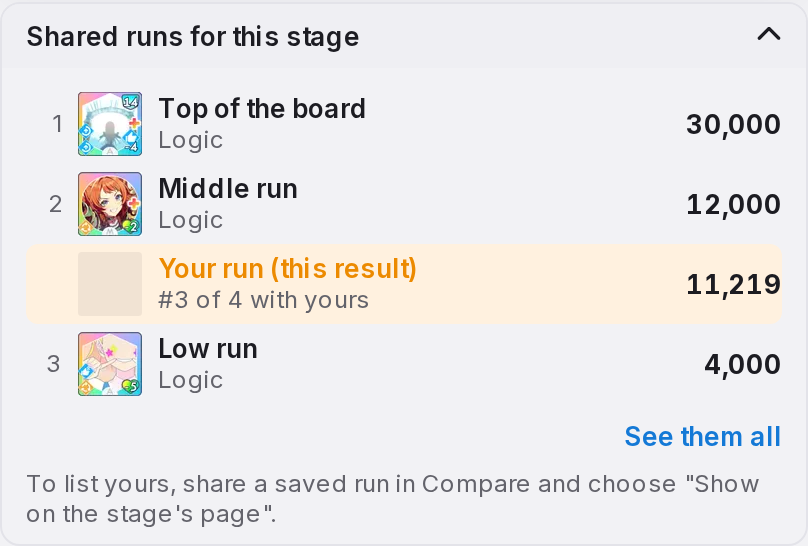 Shared runs for this stage
1
Top of the board
Logic
30,000
2
Middle run
Logic
12,000
Your run (this result)
#3 of 4 with yours
11,219
3
Low run
Logic
4,000
See them all
To list yours, share a saved run in Compare and choose "Show
on the stage's page".